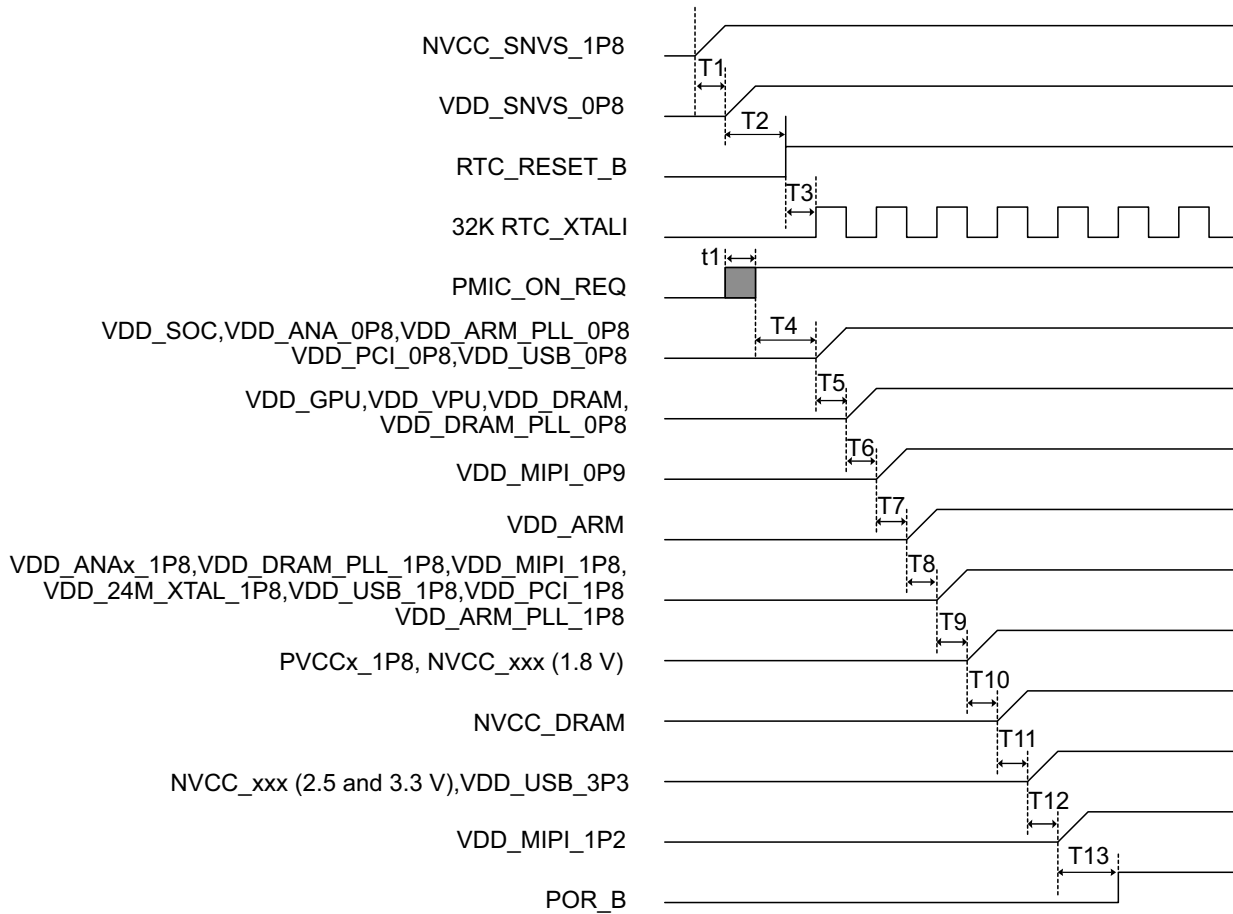 NVCC_SNVS_1P8
T1
VDD_SNVS_0P8
T2
RTC_RESET_B
T3
32K RTC_XTALI
t1
PMIC_ON_REQ
T4
VDD_SOC,VDD_ANA_0P8,VDD_ARM_PLL_0P8
VDD_PCI_0P8,VDD_USB_0P8
T5
VDD_GPU,VDD_VPU,VDD_DRAM,
VDD_DRAM_PLL_0P8
T6
VDD_MIPI_0P9
T7
VDD_ARM
T8
VDD_ANAx_1P8,VDD_DRAM_PLL_1P8,VDD_MIPI_1P8,
VDD_24M_XTAL_1P8,VDD_USB_1P8,VDD_PCI_1P8
VDD_ARM_PLL_1P8
T9
PVCCx_1P8, NVCC_xxx (1.8 V)
T10
NVCC_DRAM
T11
NVCC_xxx (2.5 and 3.3 V),VDD_USB_3P3
T12
VDD_MIPI_1P2
T13
POR_B